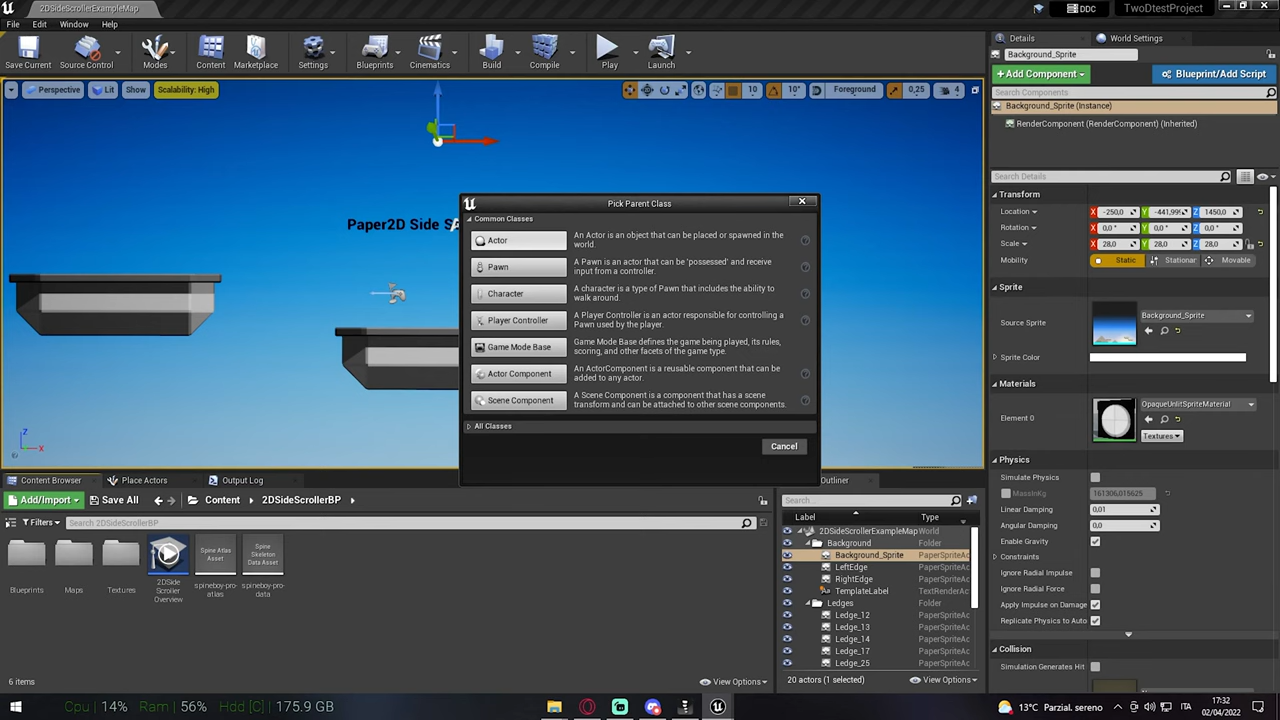 2DSideScrollerExampleMap
DDC
TwoDtestProject
File Edit Window Help
Save Current
Source Control
Modes
Content
Marketplace
Settings
Blueprints
Cinematics
Build
Compile
Play
Launch
Perspective
Lit
Show
Scalability: High
10
10°
Foreground
0,25
4
Paper2D Side S
Z
X
Pick Parent Class
Common Classes
Actor
An Actor is an object that can be placed or spawned in the
world.
Pawn
A Pawn is an actor that can be 'possessed' and receive
input from a controller.
Character
A character is a type of Pawn that includes the ability to
walk around.
Player Controller
A Player Controller is an actor responsible for controlling a
Pawn used by the player.
Game Mode Base
Game Mode Base defines the game being played, its rules,
scoring, and other facets of the game type.
Actor Component
An ActorComponent is a reusable component that can be
added to any actor.
Scene Component
A Scene Component is a component that has a scene
transform and can be attached to other scene components.
All Classes
Cancel
Details
World Settings
Background_Sprite
+Add Component
Blueprint/Add Script
Search Components
Background_Sprite (Instance)
RenderComponent (RenderComponent) (Inherited)
Search Details
Transform
Location X -250,0 Y -441,999 Z 1450,0
Rotation X 0,0° Y 0,0° Z 0,0°
Scale X 28,0 Y 28,0 Z 28,0
Mobility Static Stationar Movable
Sprite
Source Sprite
Background_Sprite
Sprite Color
Materials
Element 0
OpaqueUnlitSpriteMaterial
Textures
Physics
Simulate Physics
MassInKg 161306,015625
Linear Damping 0,01
Angular Damping 0,0
Enable Gravity
Constraints
Ignore Radial Impulse
Ignore Radial Force
Apply Impulse on Damage
Replicate Physics to Auto
Collision
Simulation Generates Hit
Content Browser
Place Actors
Output Log
Add/Import
Save All
Content
2DSideScrollerBP
Filters
Search 2DSideScrollerBP
Blueprints
Maps
Textures
2DSide
Scroller
Overview
Spine Atlas
Asset
spineboy-pro-
atlas
Spine
Skeleton
Data Asset
spineboy-pro-
data
6 items
View Options
Outliner
Search...
Label Type
2DSideScrollerExampleMap World
Background Folder
Background_Sprite PaperSpriteAc
LeftEdge PaperSpriteAc
RightEdge PaperSpriteAc
TemplateLabel TextRenderAc
Ledges Folder
Ledge_12 PaperSpriteAc
Ledge_13 PaperSpriteAc
Ledge_14 PaperSpriteAc
Ledge_17 PaperSpriteAc
Ledge_25 PaperSpriteAc
20 actors (1 selected)
View Options
Cpu | 14% Ram | 56% Hdd [C] | 175.9 GB
13°C Parzial. sereno
ITA
17:32
02/04/2022